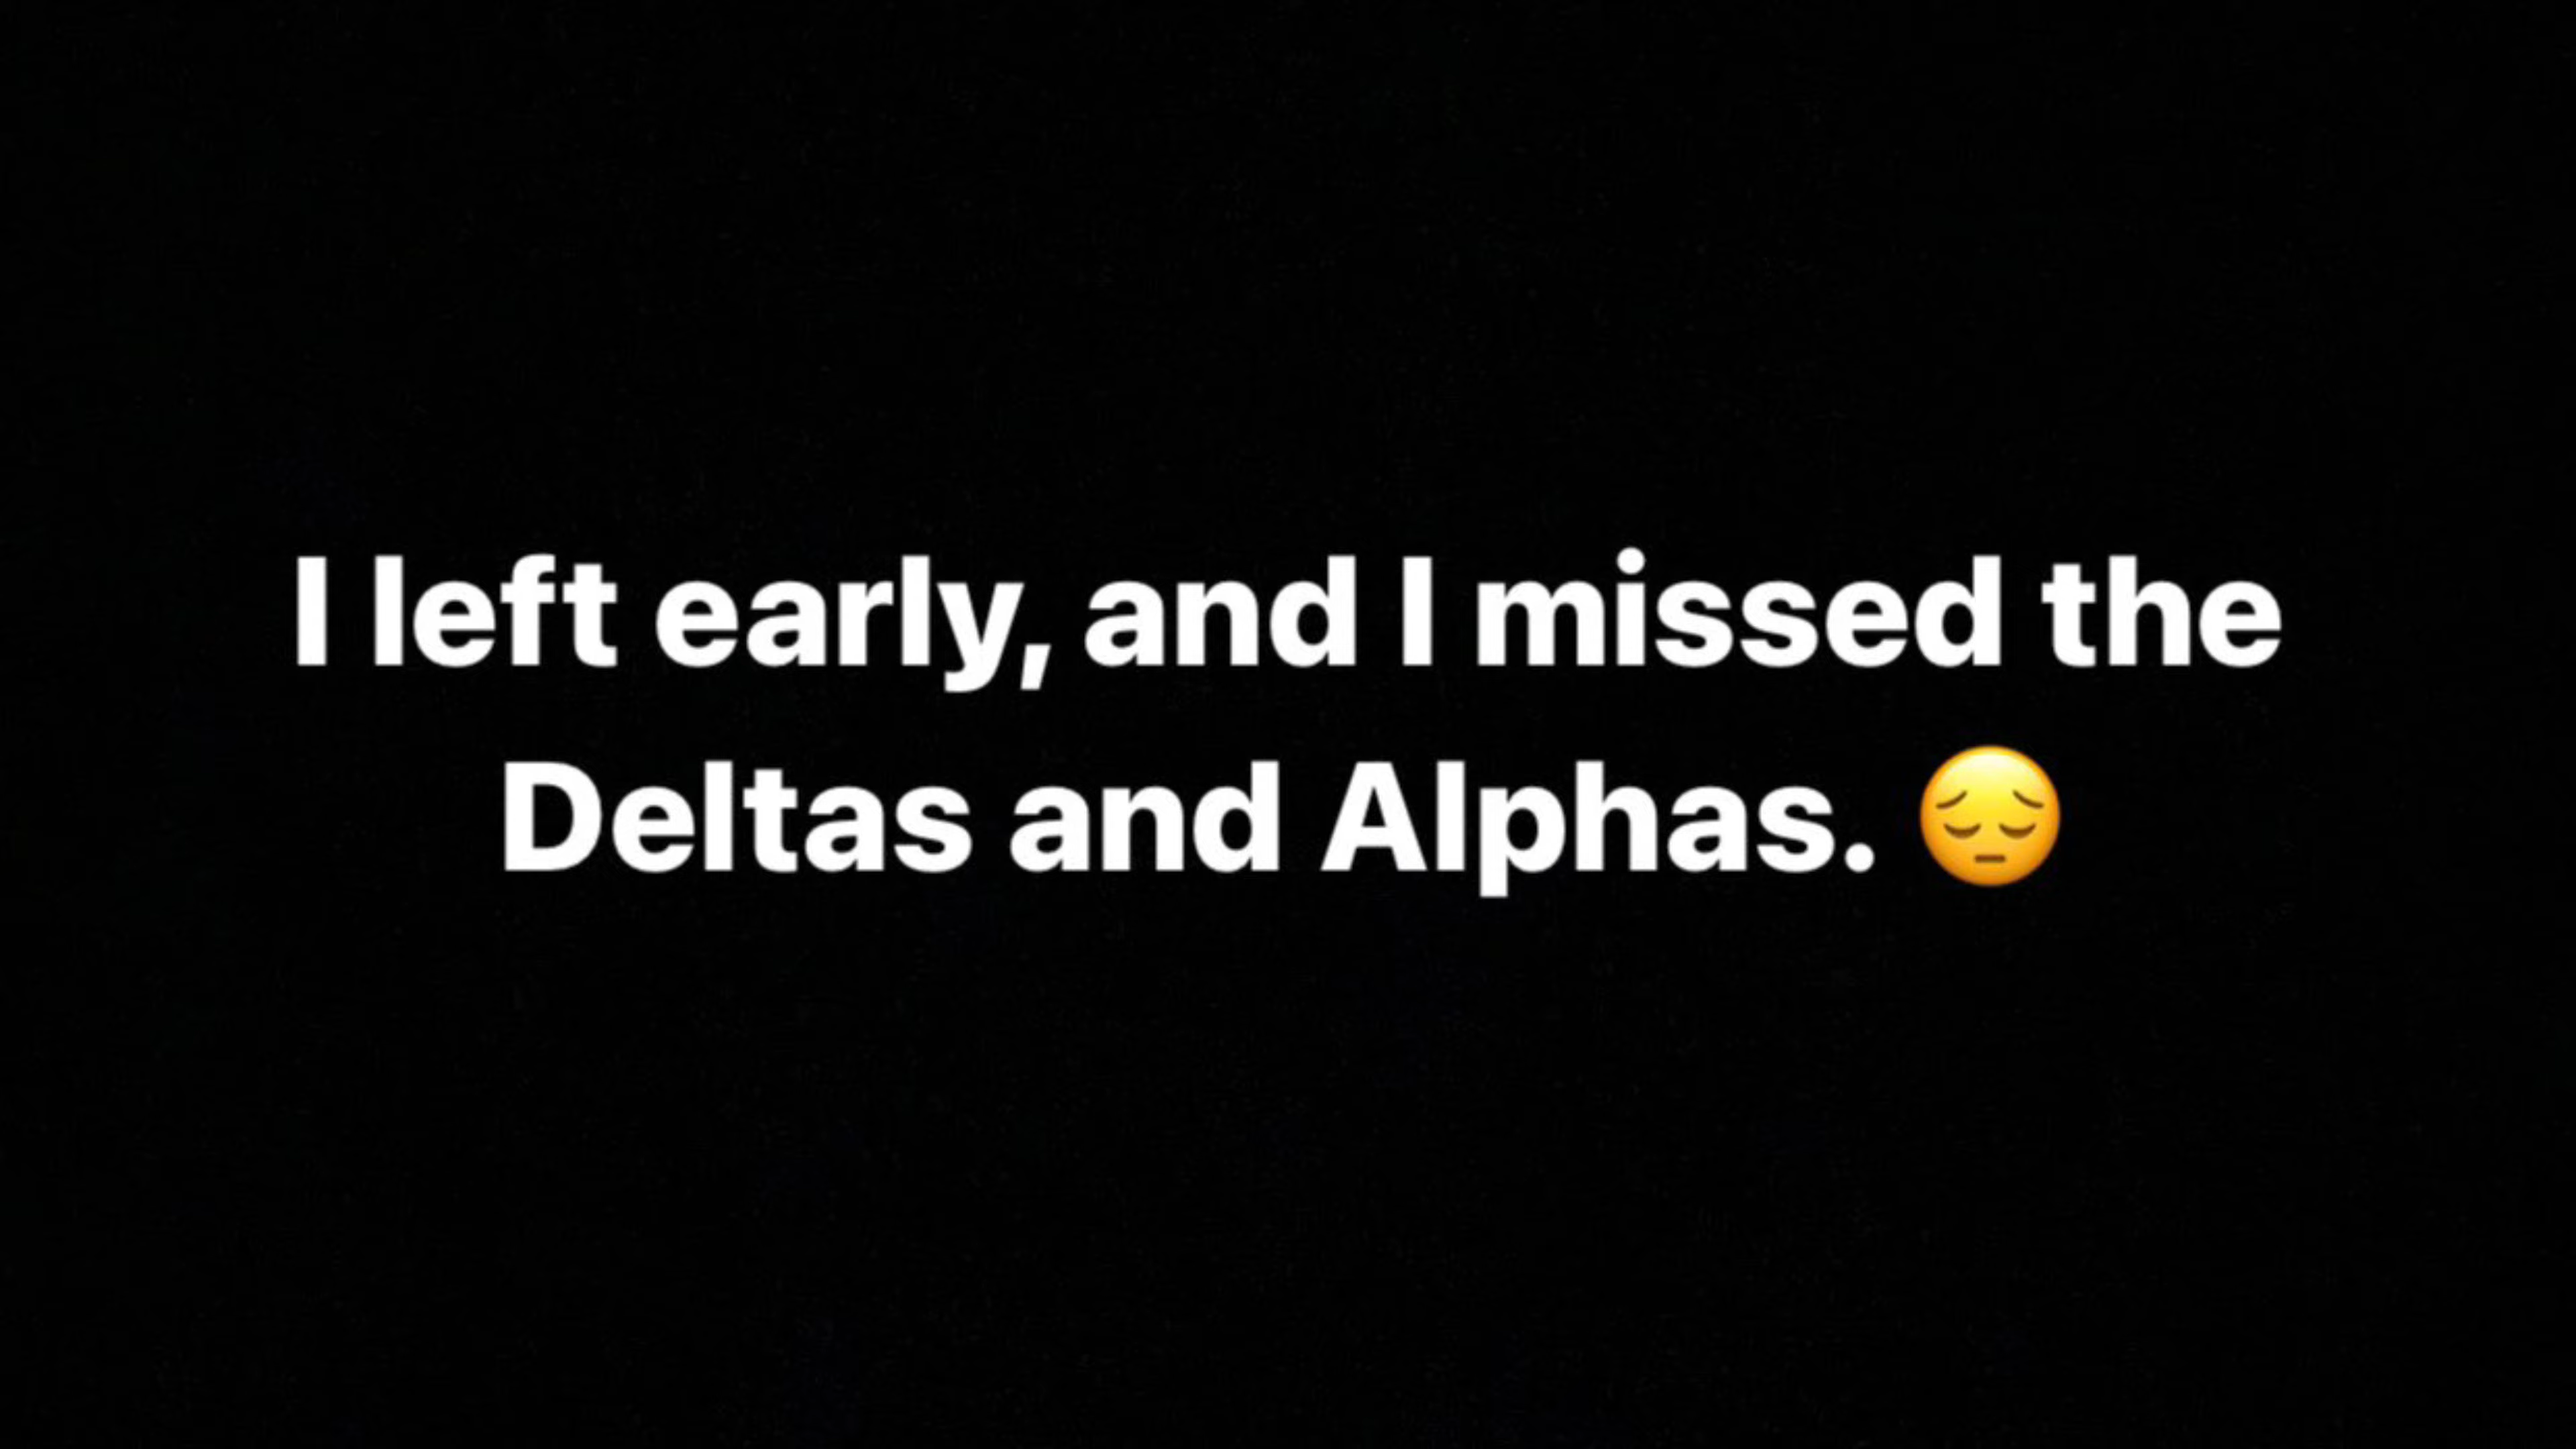 I left early, and I missed the
Deltas and Alphas. 😔